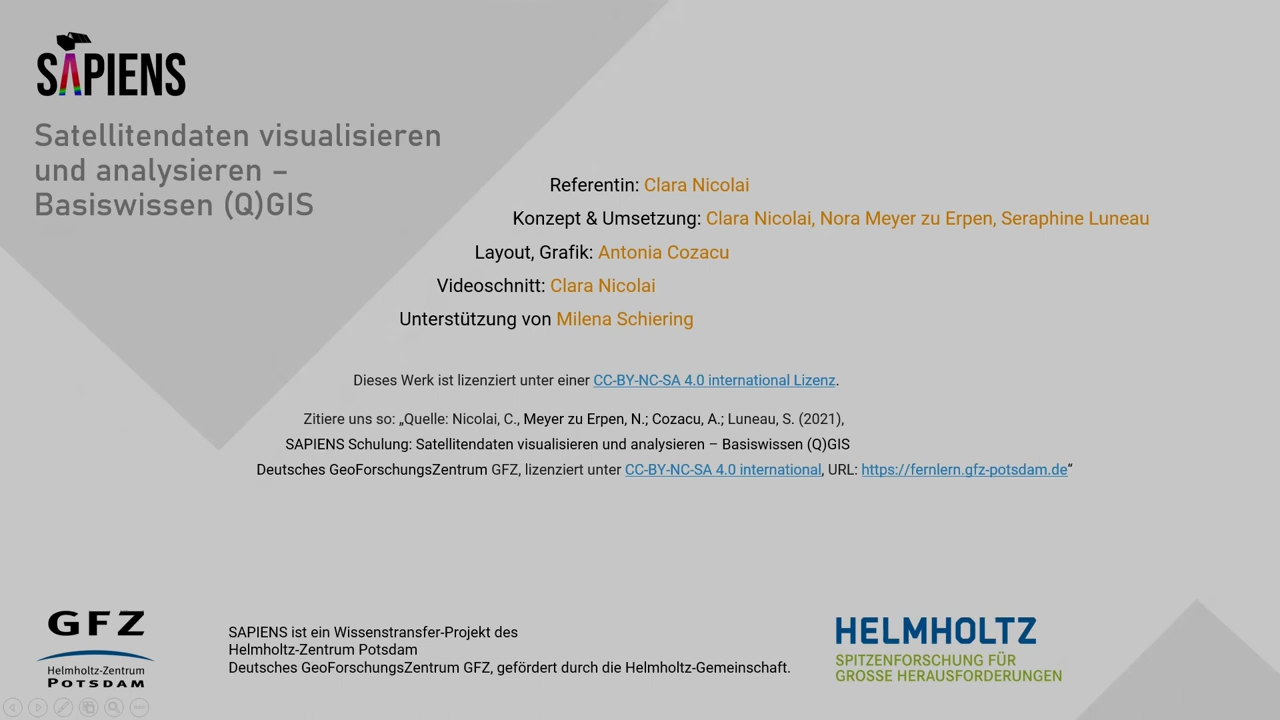 SAPIENS
Satellitendaten visualisieren
und analysieren –
Basiswissen (Q)GIS
Referentin: Clara Nicolai
Konzept & Umsetzung: Clara Nicolai, Nora Meyer zu Erpen, Seraphine Luneau
Layout, Grafik: Antonia Cozacu
Videoschnitt: Clara Nicolai
Unterstützung von Milena Schiering
Dieses Werk ist lizenziert unter einer CC-BY-NC-SA 4.0 international Lizenz.
Zitiere uns so: „Quelle: Nicolai, C., Meyer zu Erpen, N.; Cozacu, A.; Luneau, S. (2021),
SAPIENS Schulung: Satellitendaten visualisieren und analysieren – Basiswissen (Q)GIS
Deutsches GeoForschungsZentrum GFZ, lizenziert unter CC-BY-NC-SA 4.0 international, URL: https://fernlern.gfz-potsdam.de“
GFZ
Helmholtz-Zentrum
POTSDAM
SAPIENS ist ein Wissenstransfer-Projekt des
Helmholtz-Zentrum Potsdam
Deutsches GeoForschungsZentrum GFZ, gefördert durch die Helmholtz-Gemeinschaft.
HELMHOLTZ
SPITZENFORSCHUNG FÜR
GROSSE HERAUSFORDERUNGEN